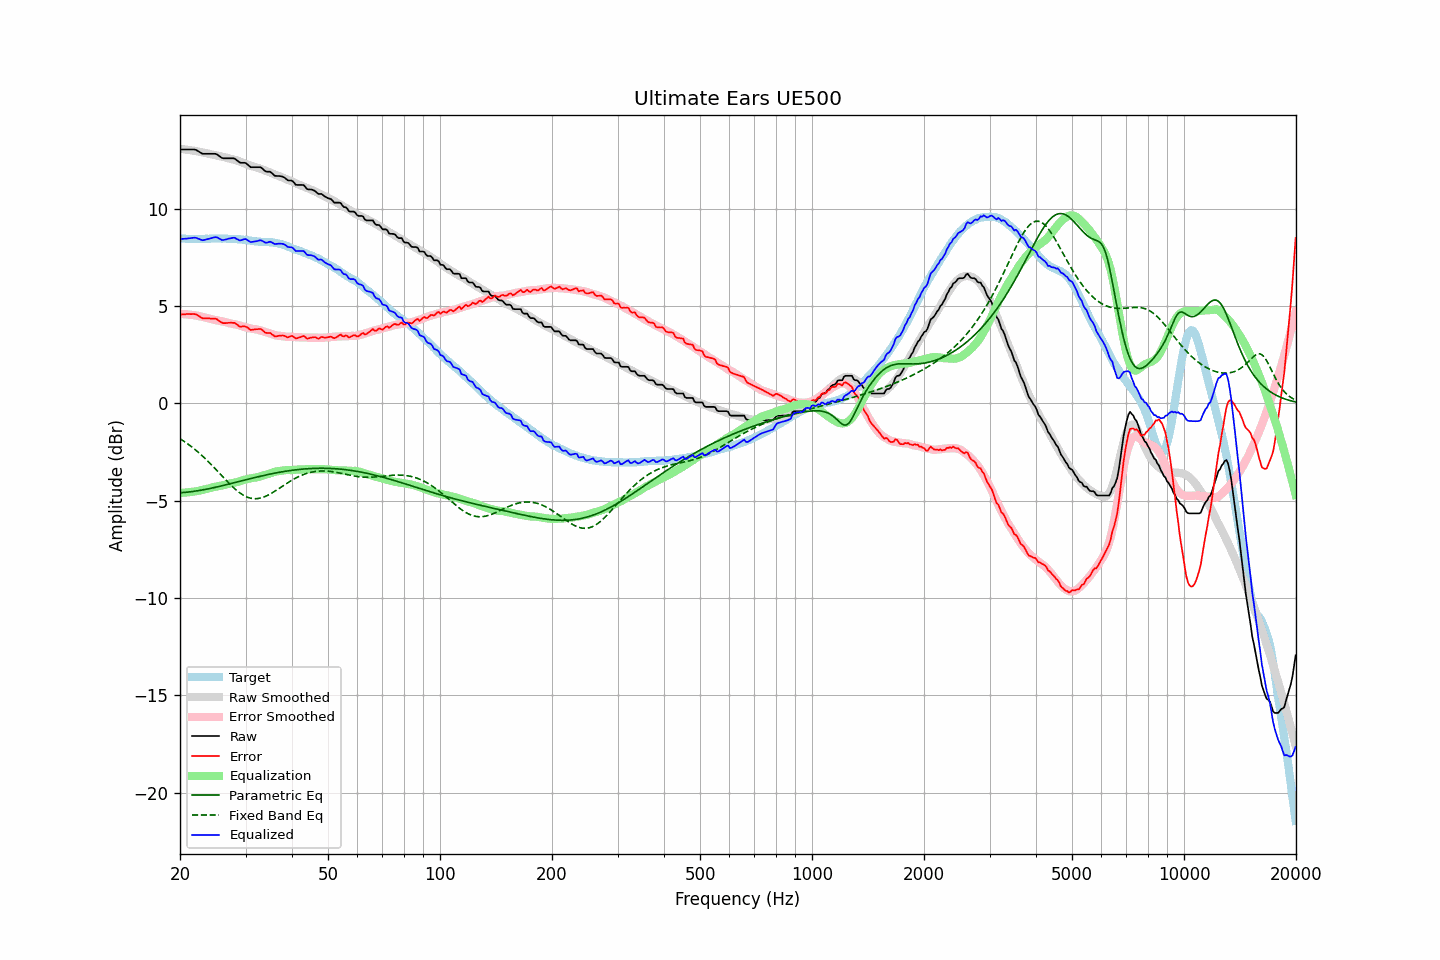 Ultimate Ears UE500
Amplitude (dBr)
10
5
0
−5
−10
−15
−20
Target
Raw Smoothed
Error Smoothed
Raw
Error
Equalization
Parametric Eq
Fixed Band Eq
Equalized
20 50 100 200 500 1000 2000 5000 10000 20000
Frequency (Hz)